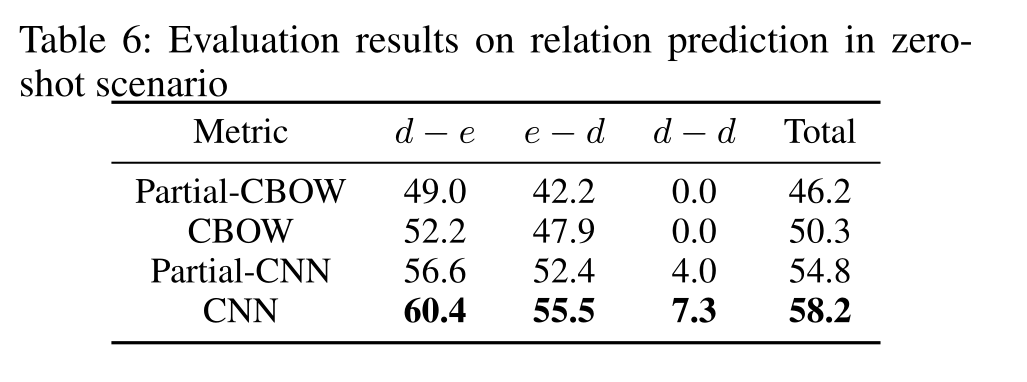 Table 6: Evaluation results on relation prediction in zero-
shot scenario
Metric d − e e − d d − d Total
Partial-CBOW 49.0 42.2 0.0 46.2
CBOW 52.2 47.9 0.0 50.3
Partial-CNN 56.6 52.4 4.0 54.8
CNN 60.4 55.5 7.3 58.2